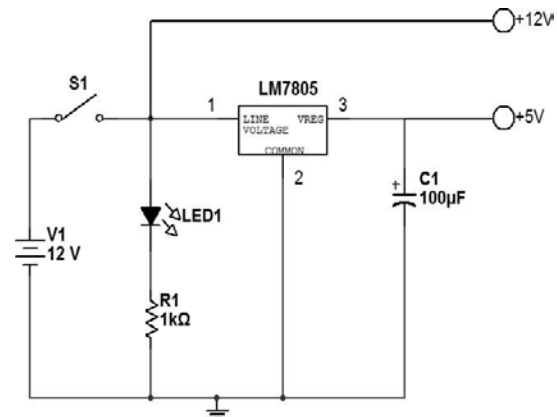 +12V
S1
LM7805
1
3
+5V
LINE VREG
VOLTAGE
COMMON
2
+
C1
100µF
LED1
V1
12 V
R1
1kΩ